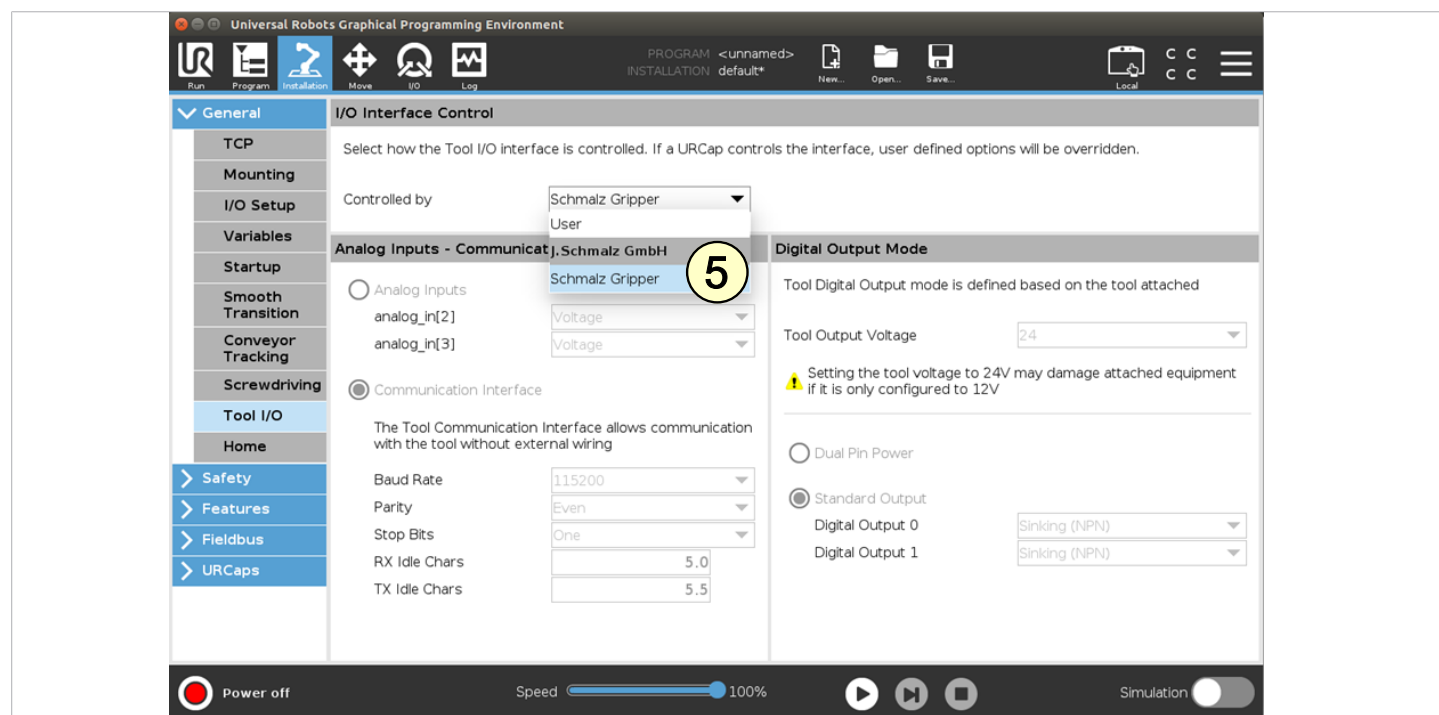 Universal Robots Graphical Programming Environment
UR
PROGRAM <unnamed>
INSTALLATION default*
C C
C C
Run Program Installation Move I/O Log New... Open... Save... Local
General
TCP
Mounting
I/O Setup
Variables
Startup
Smooth
Transition
Conveyor
Tracking
Screwdriving
Tool I/O
Home
Safety
Features
Fieldbus
URCaps
I/O Interface Control
Select how the Tool I/O interface is controlled. If a URCap controls the interface, user defined options will be overridden.
Controlled by Schmalz Gripper
User
J.Schmalz GmbH
Schmalz Gripper
5
Analog Inputs - Communicat
Analog Inputs
analog_in[2] Voltage
analog_in[3] Voltage
Communication Interface
The Tool Communication Interface allows communication
with the tool without external wiring
Baud Rate 115200
Parity Even
Stop Bits One
RX Idle Chars 5.0
TX Idle Chars 5.5
Digital Output Mode
Tool Digital Output mode is defined based on the tool attached
Tool Output Voltage 24
Setting the tool voltage to 24V may damage attached equipment
if it is only configured to 12V
Dual Pin Power
Standard Output
Digital Output 0 Sinking (NPN)
Digital Output 1 Sinking (NPN)
Power off Speed 100% Simulation